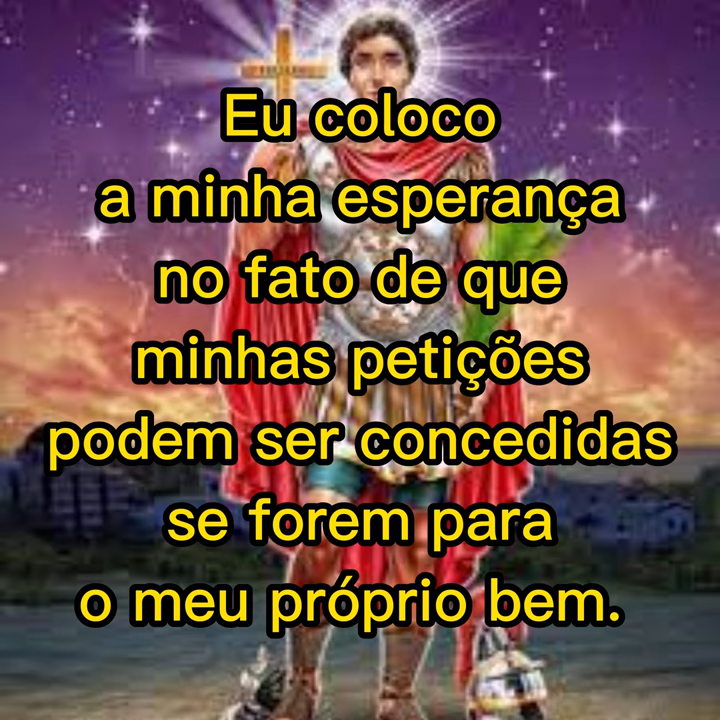 Eu coloco
a minha esperança
no fato de que
minhas petições
podem ser concedidas
se forem para
o meu próprio bem.